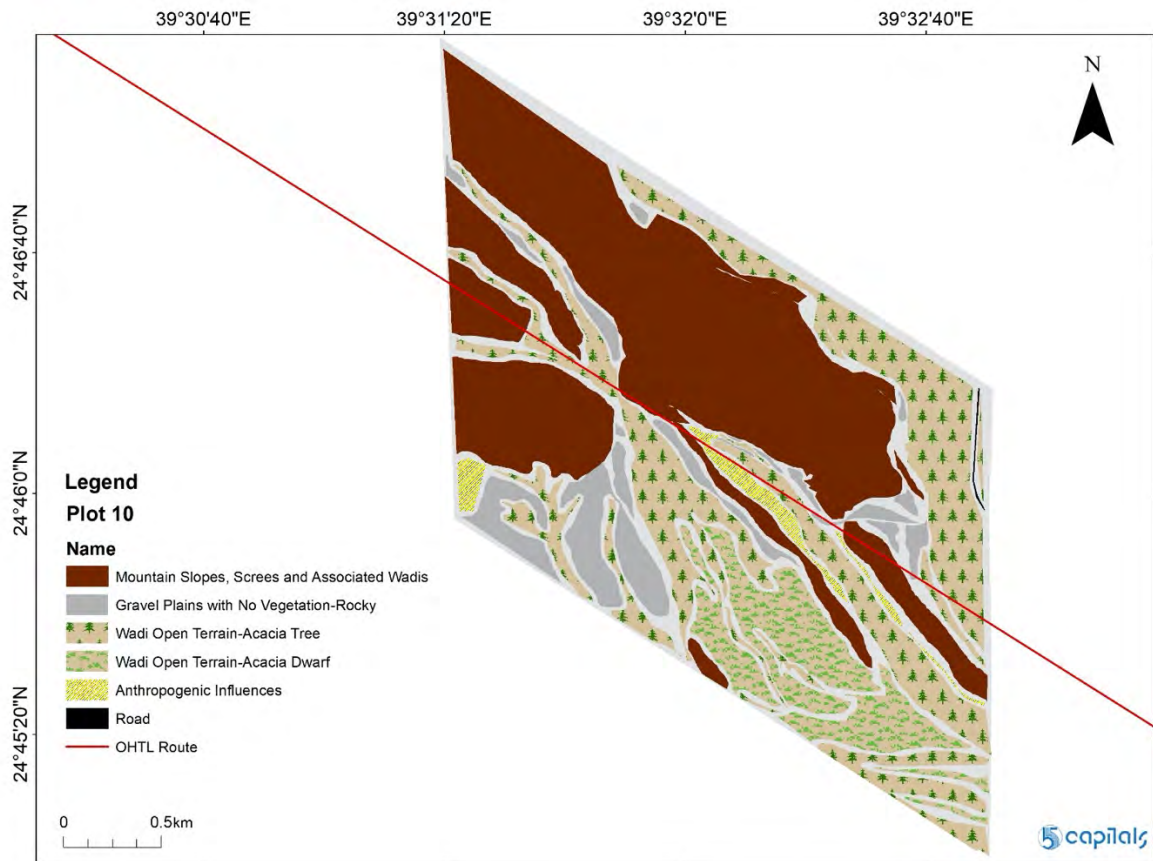 39°30'40"E 39°31'20"E 39°32'0"E 39°32'40"E
N
24°46'40"N
24°46'0"N
24°45'20"N
Legend
Plot 10
Name
Mountain Slopes, Screes and Associated Wadis
Gravel Plains with No Vegetation-Rocky
Wadi Open Terrain-Acacia Tree
Wadi Open Terrain-Acacia Dwarf
Anthropogenic Influences
Road
OHTL Route
0 0.5km
5 capitals